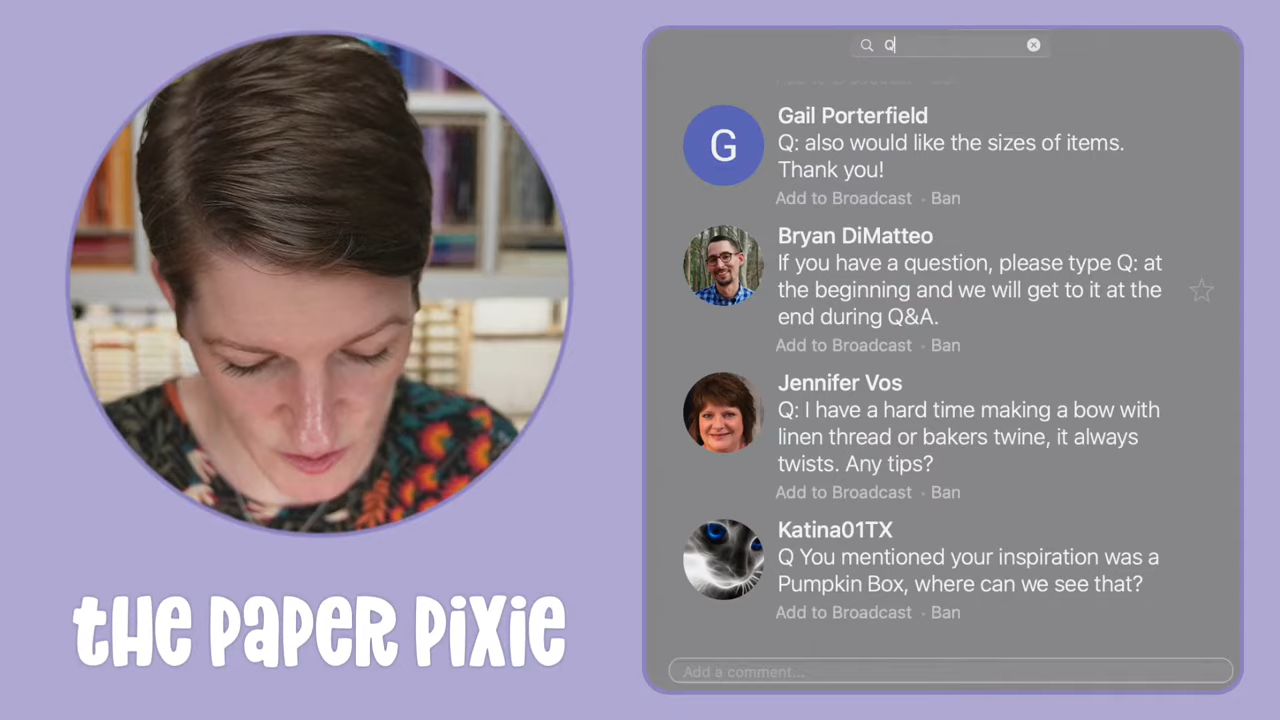 the paper pixie
Q
Gail Porterfield
G
Q: also would like the sizes of items.
Thank you!
Add to Broadcast · Ban
Bryan DiMatteo
If you have a question, please type Q: at
the beginning and we will get to it at the
end during Q&A.
Add to Broadcast · Ban
Jennifer Vos
Q: I have a hard time making a bow with
linen thread or bakers twine, it always
twists. Any tips?
Add to Broadcast · Ban
Katina01TX
Q You mentioned your inspiration was a
Pumpkin Box, where can we see that?
Add to Broadcast · Ban
Add a comment...